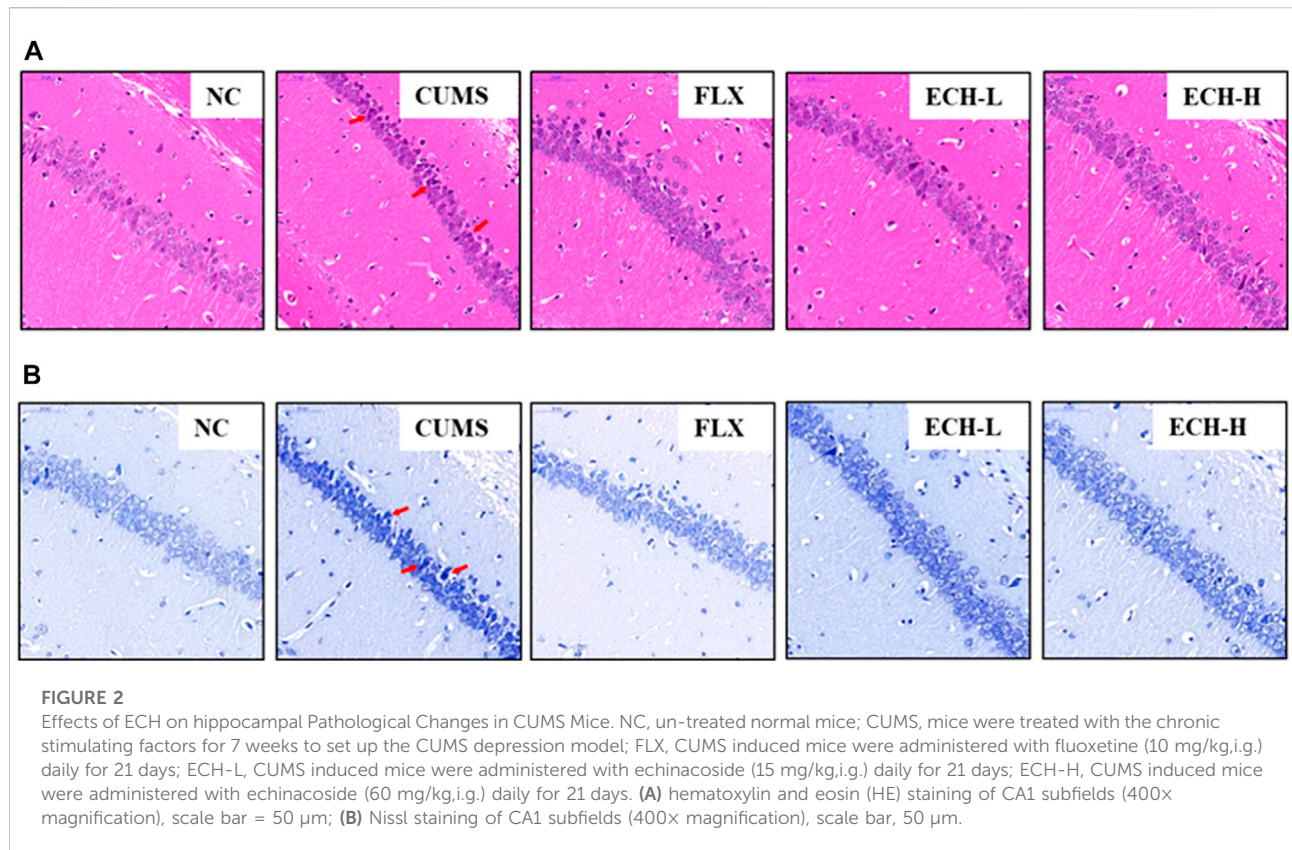 A
NC
CUMS
FLX
ECH-L
ECH-H
B
NC
CUMS
FLX
ECH-L
ECH-H
FIGURE 2
Effects of ECH on hippocampal Pathological Changes in CUMS Mice. NC, un-treated normal mice; CUMS, mice were treated with the chronic
stimulating factors for 7 weeks to set up the CUMS depression model; FLX, CUMS induced mice were administered with fluoxetine (10 mg/kg,i.g.)
daily for 21 days; ECH-L, CUMS induced mice were administered with echinacoside (15 mg/kg,i.g.) daily for 21 days; ECH-H, CUMS induced mice
were administered with echinacoside (60 mg/kg,i.g.) daily for 21 days. (A) hematoxylin and eosin (HE) staining of CA1 subfields (400×
magnification), scale bar = 50 μm; (B) Nissl staining of CA1 subfields (400× magnification), scale bar, 50 μm.